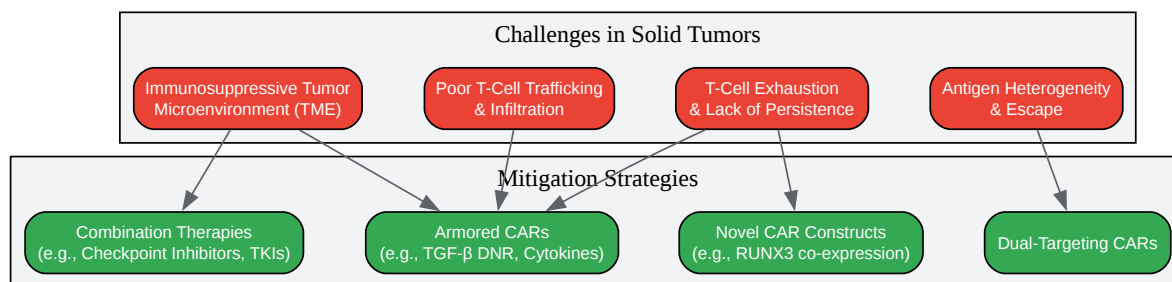 Challenges in Solid Tumors
Immunosuppressive Tumor
Microenvironment (TME)
Poor T-Cell Trafficking
& Infiltration
T-Cell Exhaustion
& Lack of Persistence
Antigen Heterogeneity
& Escape
Mitigation Strategies
Combination Therapies
(e.g., Checkpoint Inhibitors, TKIs)
Armored CARs
(e.g., TGF-β DNR, Cytokines)
Novel CAR Constructs
(e.g., RUNX3 co-expression)
Dual-Targeting CARs